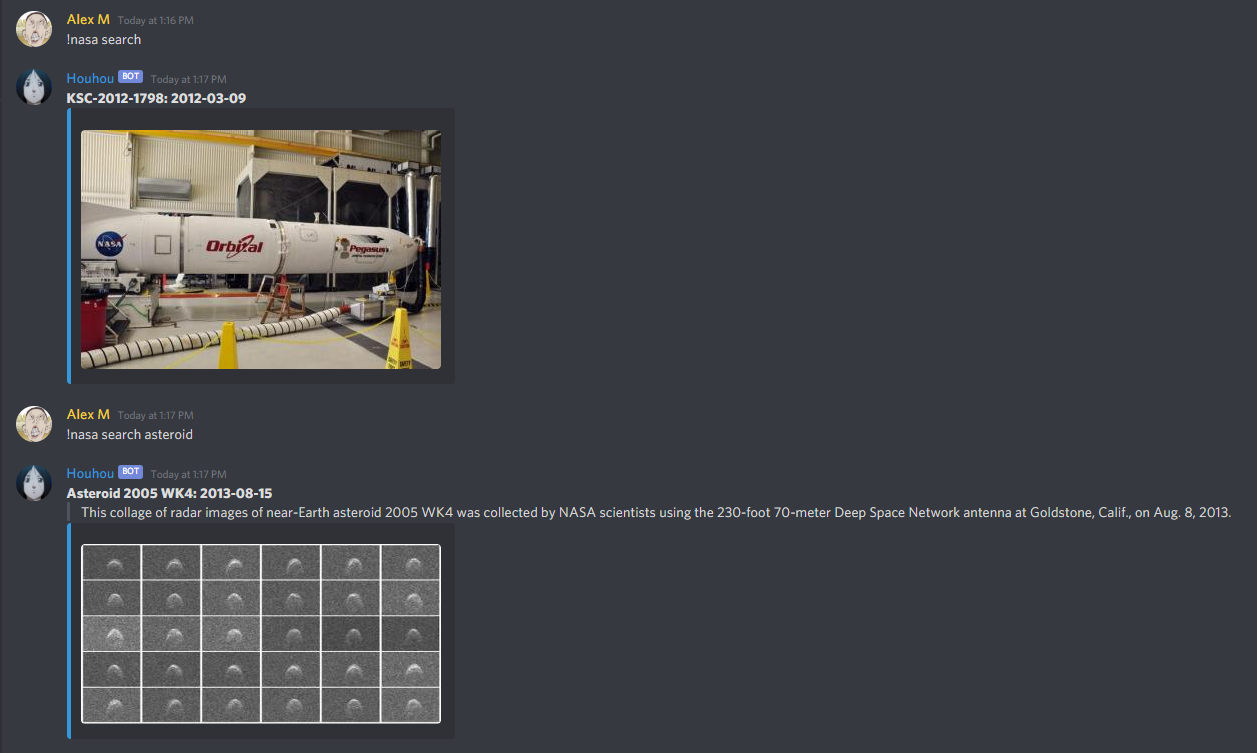 Alex M Today at 1:16 PM
!nasa search
Houhou BOT Today at 1:17 PM
KSC-2012-1798: 2012-03-09
NASA
Orbital
Pegasus
Alex M Today at 1:17 PM
!nasa search asteroid
Houhou BOT Today at 1:17 PM
Asteroid 2005 WK4: 2013-08-15
This collage of radar images of near-Earth asteroid 2005 WK4 was collected by NASA scientists using the 230-foot 70-meter Deep Space Network antenna at Goldstone, Calif., on Aug. 8, 2013.